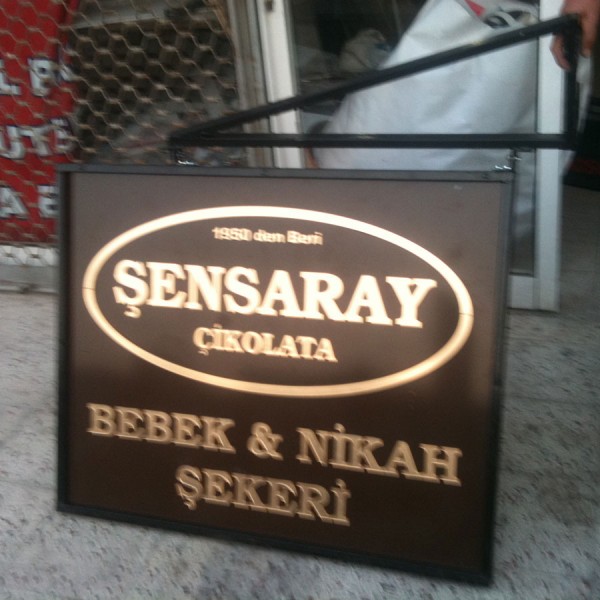 1950 den Beri
ŞENSARAY
ÇİKOLATA
BEBEK & NİKAH
ŞEKERİ